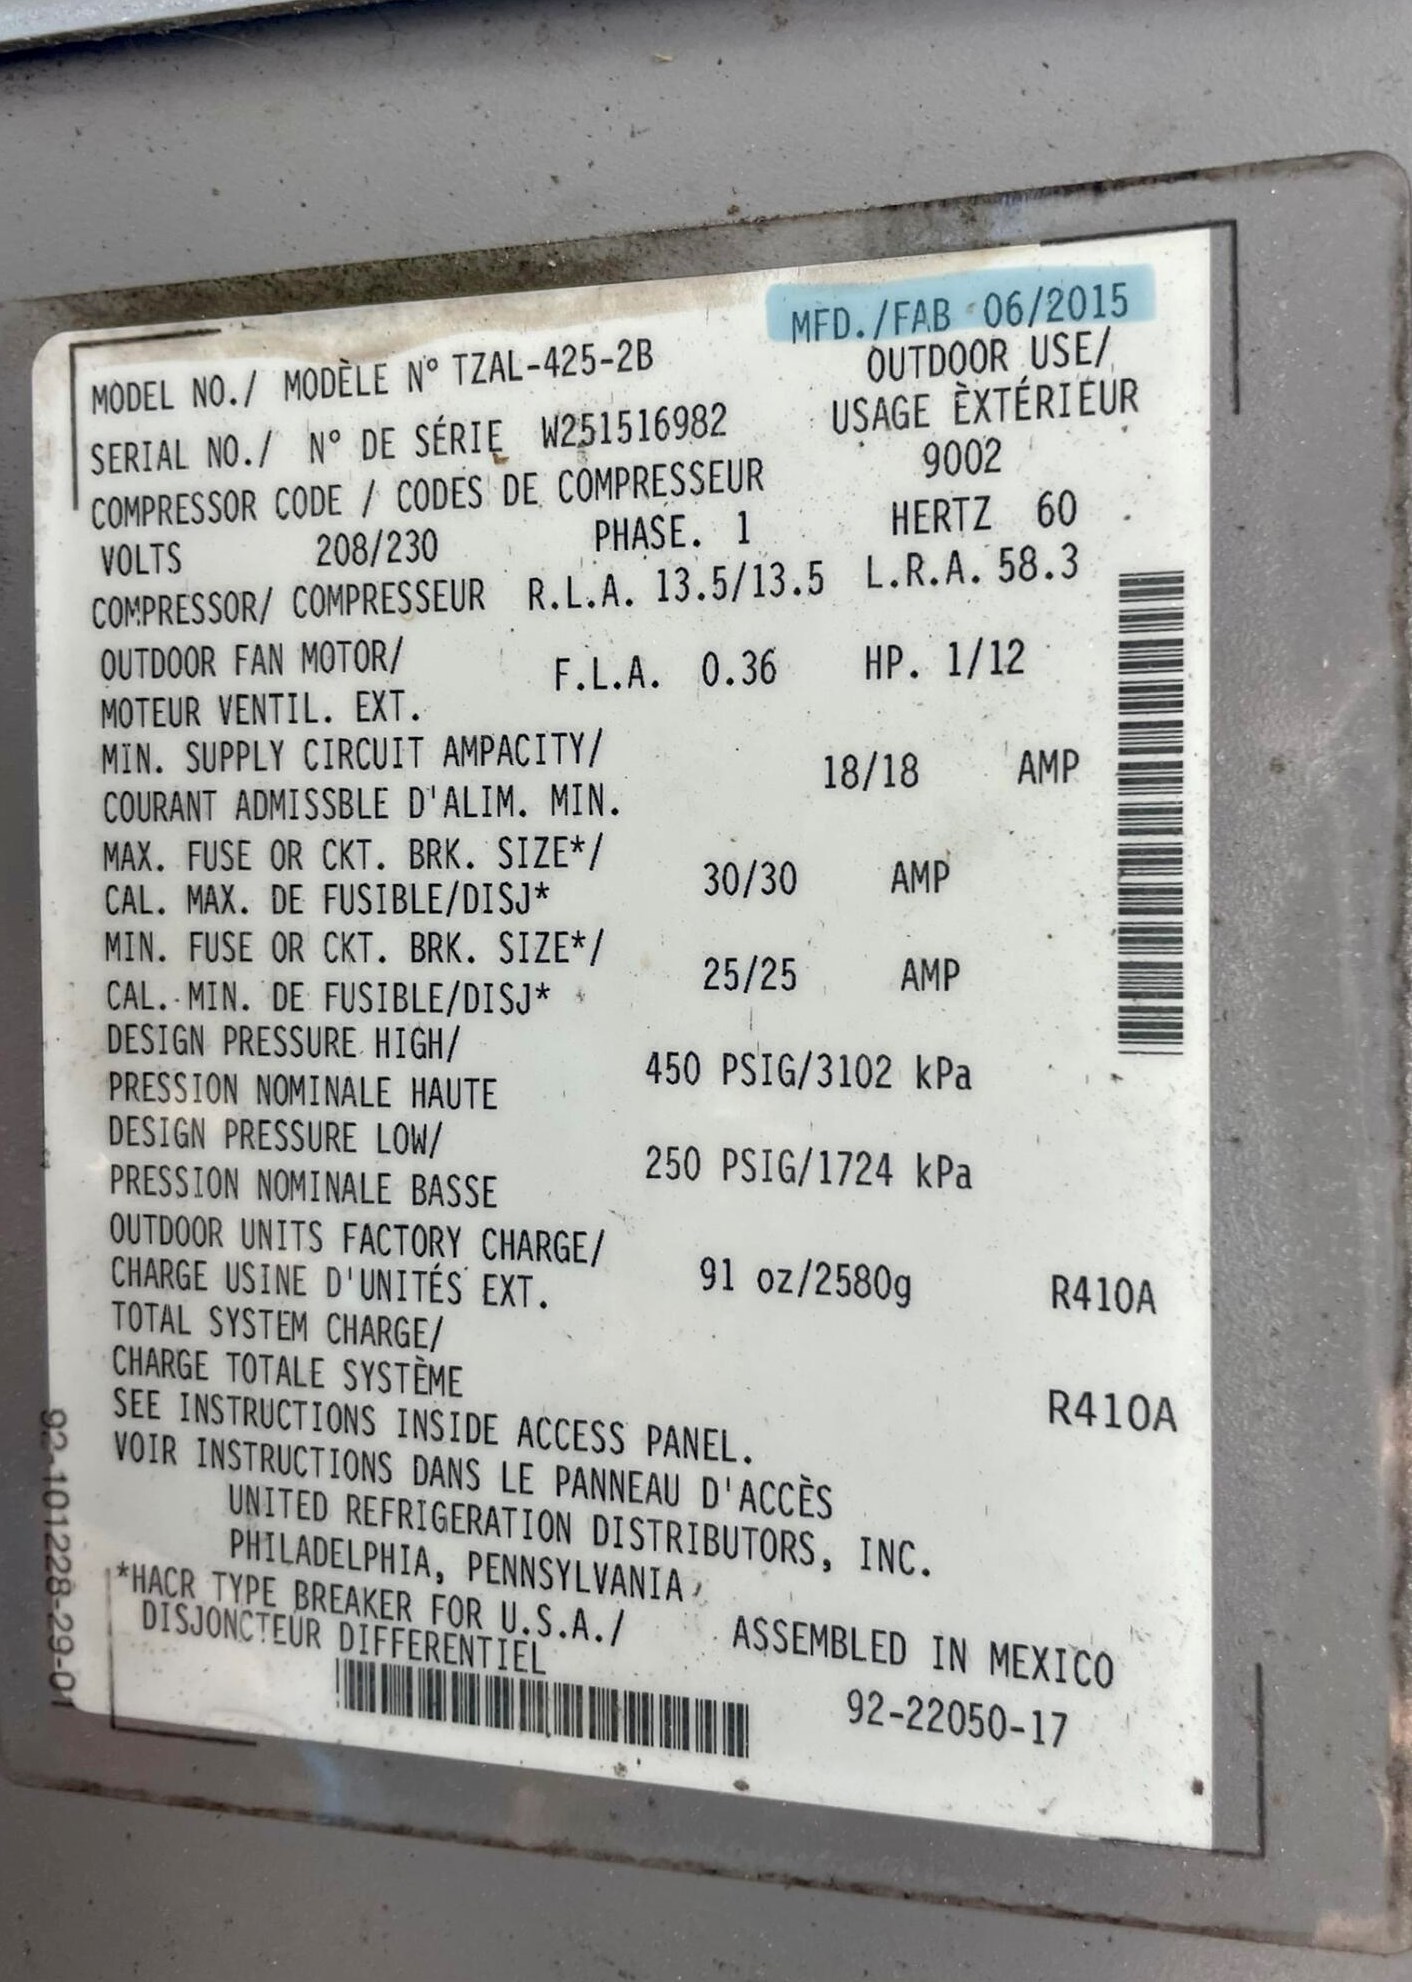 MFD./FAB 06/2015
MODEL NO./ MODÈLE N° TZAL-425-2B
OUTDOOR USE/
USAGE ÈXTÉRIEUR
SERIAL NO./ N° DE SÉRIE W251516982
COMPRESSOR CODE / CODES DE COMPRESSEUR 9002
VOLTS 208/230 PHASE. 1 HERTZ 60
COMPRESSOR/ COMPRESSEUR R.L.A. 13.5/13.5 L.R.A. 58.3
OUTDOOR FAN MOTOR/
MOTEUR VENTIL. EXT. F.L.A. 0.36 HP. 1/12
MIN. SUPPLY CIRCUIT AMPACITY/
COURANT ADMISSBLE D'ALIM. MIN. 18/18 AMP
MAX. FUSE OR CKT. BRK. SIZE*/
CAL. MAX. DE FUSIBLE/DISJ* 30/30 AMP
MIN. FUSE OR CKT. BRK. SIZE*/
CAL. MIN. DE FUSIBLE/DISJ* 25/25 AMP
DESIGN PRESSURE HIGH/
PRESSION NOMINALE HAUTE 450 PSIG/3102 kPa
DESIGN PRESSURE LOW/
PRESSION NOMINALE BASSE 250 PSIG/1724 kPa
OUTDOOR UNITS FACTORY CHARGE/
CHARGE USINE D'UNITÉS EXT. 91 oz/2580g R410A
TOTAL SYSTEM CHARGE/
CHARGE TOTALE SYSTÈME R410A
SEE INSTRUCTIONS INSIDE ACCESS PANEL.
VOIR INSTRUCTIONS DANS LE PANNEAU D'ACCÈS
UNITED REFRIGERATION DISTRIBUTORS, INC.
PHILADELPHIA, PENNSYLVANIA
*HACR TYPE BREAKER FOR U.S.A./
DISJONCTEUR DIFFERENTIEL
ASSEMBLED IN MEXICO
92-22050-17
92-101228-29-01